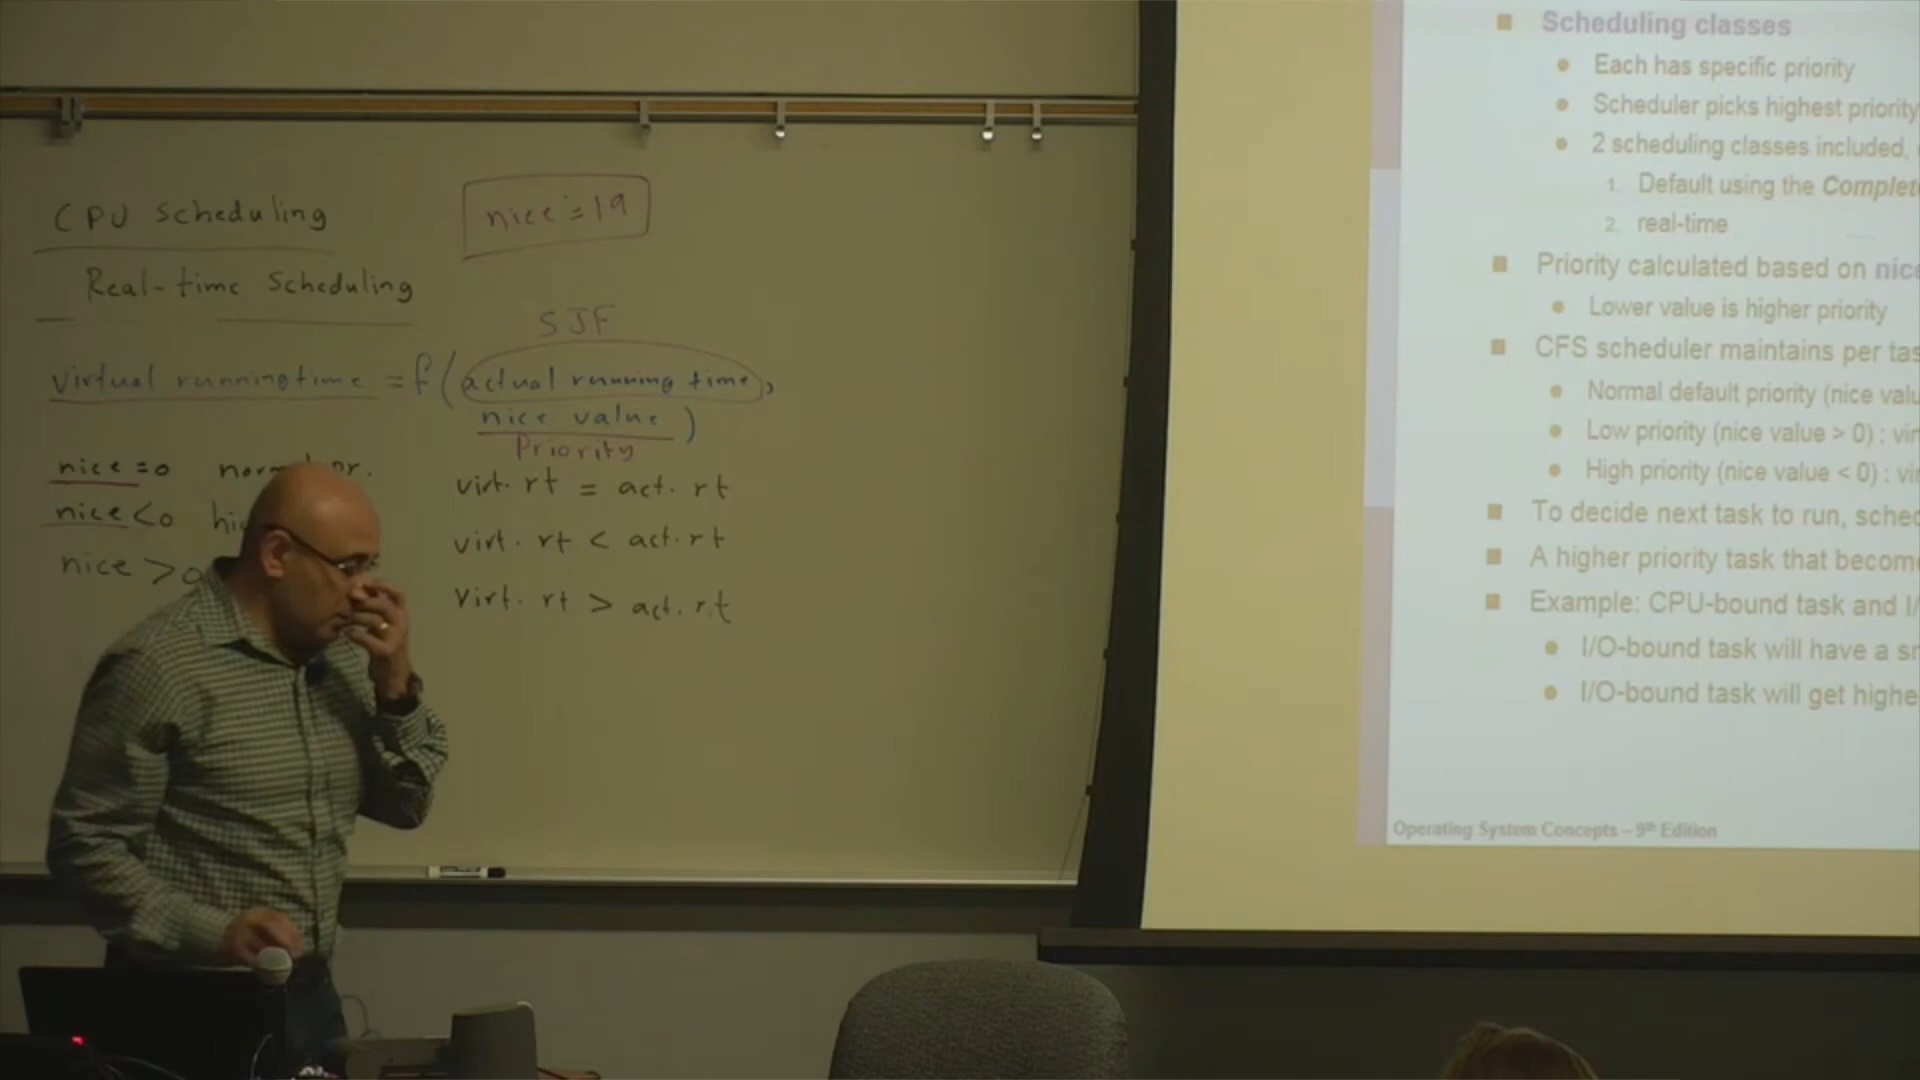 CPU Scheduling
nice = 19
Real-time Scheduling
SJF
virtual running time = f (actual running time,
nice value)
Priority
nice = 0
virt. rt = act. rt
nice < 0
virt. rt < act. rt
nice > 0
virt. rt > act. rt
Scheduling classes
Each has specific priority
Scheduler picks highest priority
2 scheduling classes included,
1. Default using the Complete
2. real-time
Priority calculated based on nice
Lower value is higher priority
CFS scheduler maintains per
Normal default priority (nice
Low priority (nice value > 0) :
High priority (nice value < 0) :
To decide next task to run,
A higher priority task that
Example: CPU-bound task and
I/O-bound task will have a
I/O-bound task will get
Operating System Concepts – 9th Edition